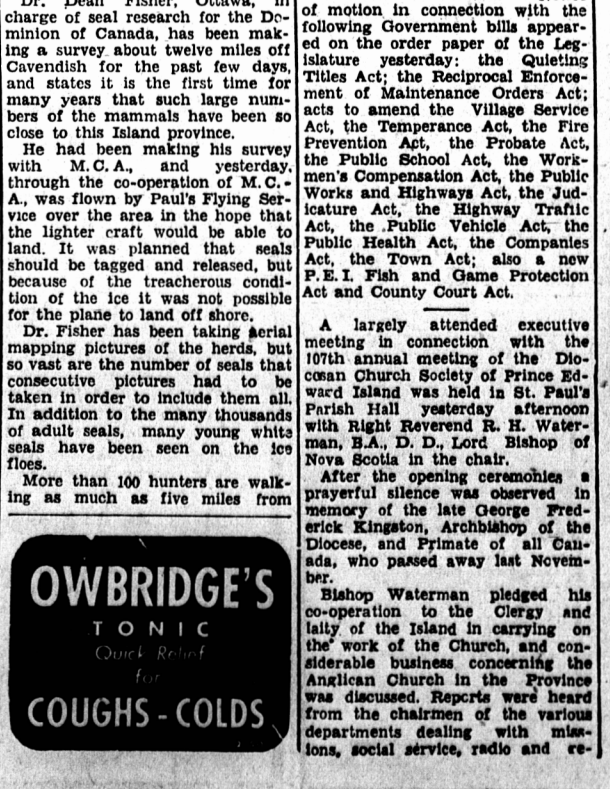 Dr. Dean Fisher, Ottawa, in
charge of seal research for the Do-
minion of Canada, has been mak-
ing a survey about twelve miles off
Cavendish for the past few days,
and states it is the first time for
many years that such large num-
bers of the mammals have been so
close to this Island province.
He had been making his survey
with M.C.A., and yesterday,
through the co-operation of M.C.-
A., was flown by Paul's Flying Ser-
vice over the area in the hope that
the lighter craft would be able to
land. It was planned that seals
should be tagged and released, but
because of the treacherous condi-
tion of the ice it was not possible
for the plane to land off shore.
Dr. Fisher has been taking aerial
mapping pictures of the herds, but
so vast are the number of seals that
consecutive pictures had to be
taken in order to include them all.
In addition to the many thousands
of adult seals, many young white
seals have been seen on the ice
floes.
More than 100 hunters are walk-
ing as much as five miles from
OWBRIDGE'S
TONIC
Quick Relief
for
COUGHS - COLDS
of motion in connection with the
following Government bills appear-
ed on the order paper of the Leg-
islature yesterday: the Quieting
Titles Act; the Reciprocal Enforce-
ment of Maintenance Orders Act;
acts to amend the Village Service
Act, the Temperance Act, the Fire
Prevention Act, the Probate Act,
the Public School Act, the Work-
men's Compensation Act, the Public
Works and Highways Act, the Jud-
icature Act, the Highway Traffic
Act, the Public Vehicle Act, the
Public Health Act, the Companies
Act, the Town Act; also a new
P.E.I. Fish and Game Protection
Act and County Court Act.
A largely attended executive
meeting in connection with the
107th annual meeting of the Dio-
cosan Church Society of Prince Ed-
ward Island was held in St. Paul's
Parish Hall yesterday afternoon
with Right Reverend R. H. Water-
man, B.A., D. D., Lord Bishop of
Nova Scotia in the chair.
After the opening ceremonies a
prayerful silence was observed in
memory of the late George Fred-
erick Kingston, Archbishop of the
Diocese, and Primate of all Can-
ada, who passed away last Novem-
ber.
Bishop Waterman pledged his
co-operation to the Clergy and
laity of the Island in carrying on
the work of the Church, and con-
siderable business concerning the
Anglican Church in the Province
was discussed. Reports were heard
from the chairmen of the various
departments dealing with miss-
ions, social service, radio and re-